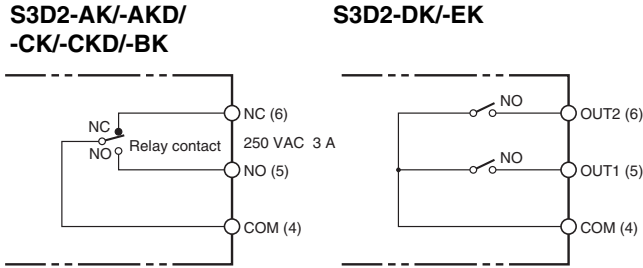 S3D2-AK/-AKD/
-CK/-CKD/-BK
NC (6)
NC
Relay contact
250 VAC 3 A
NO
NO (5)
COM (4)
S3D2-DK/-EK
NO
OUT2 (6)
NO
OUT1 (5)
COM (4)